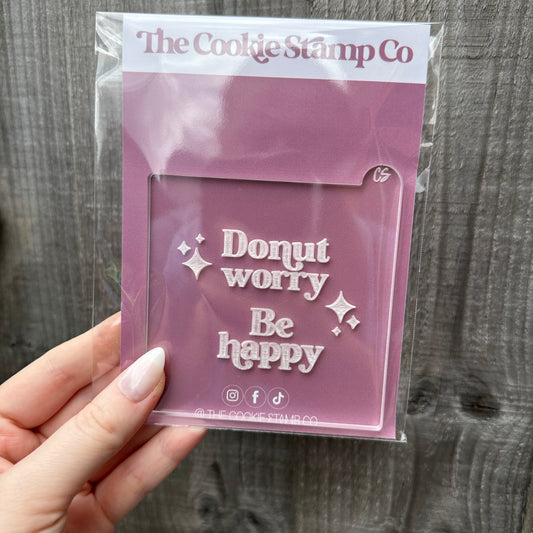 The Cookie Stamp Co
CS
Donut
worry
Be
happy
@THE COOKIE STAMP CO